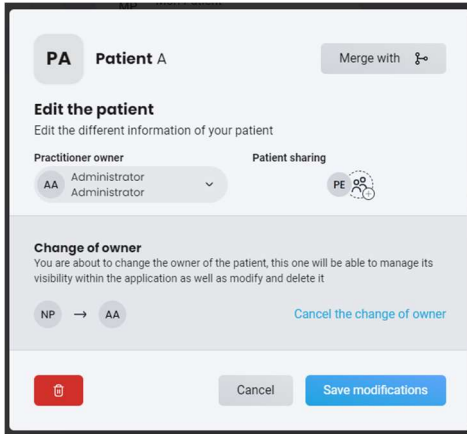 PA
Patient A
Merge with
Edit the patient
Edit the different information of your patient
Practitioner owner
Patient sharing
AA
Administrator
Administrator
PE
Change of owner
You are about to change the owner of the patient, this one will be able to manage its
visibility within the application as well as modify and delete it
NP → AA
Cancel the change of owner
Cancel
Save modifications